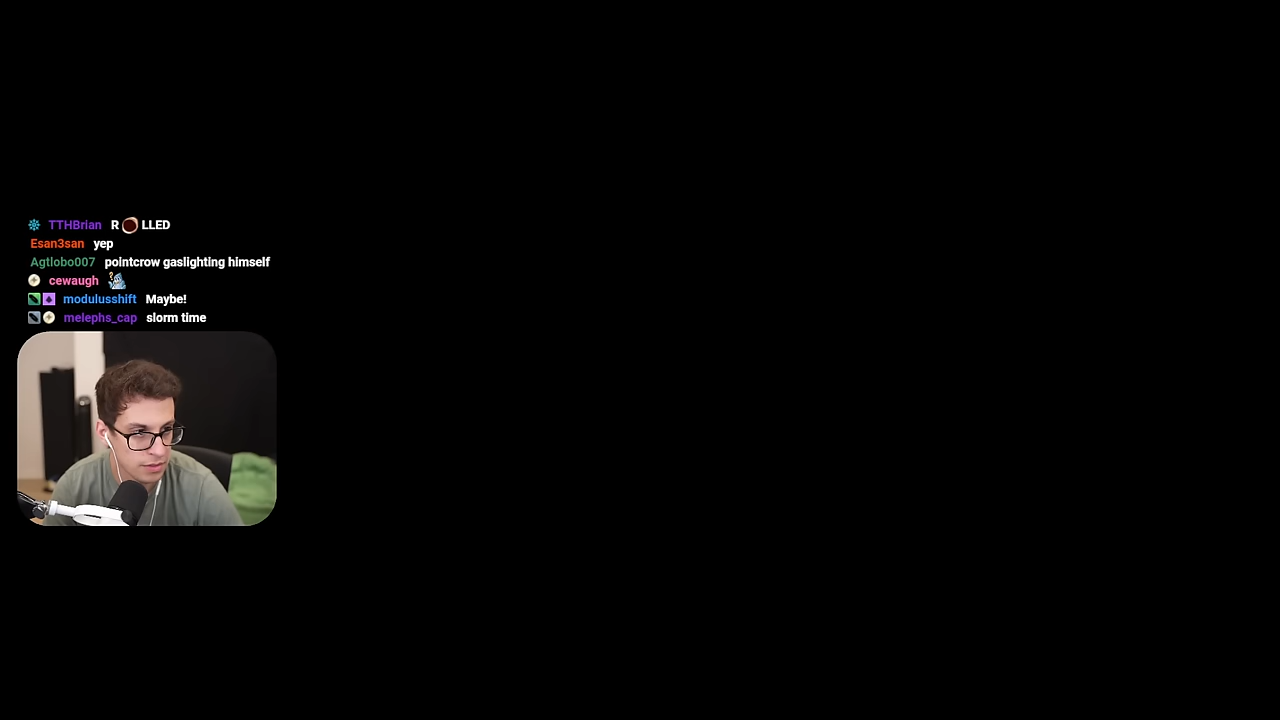 TTHBrian R LLED
Esan3san yep
Agtlobo007 pointcrow gaslighting himself
cewaugh
modulusshift Maybe!
melephs_cap slorm time